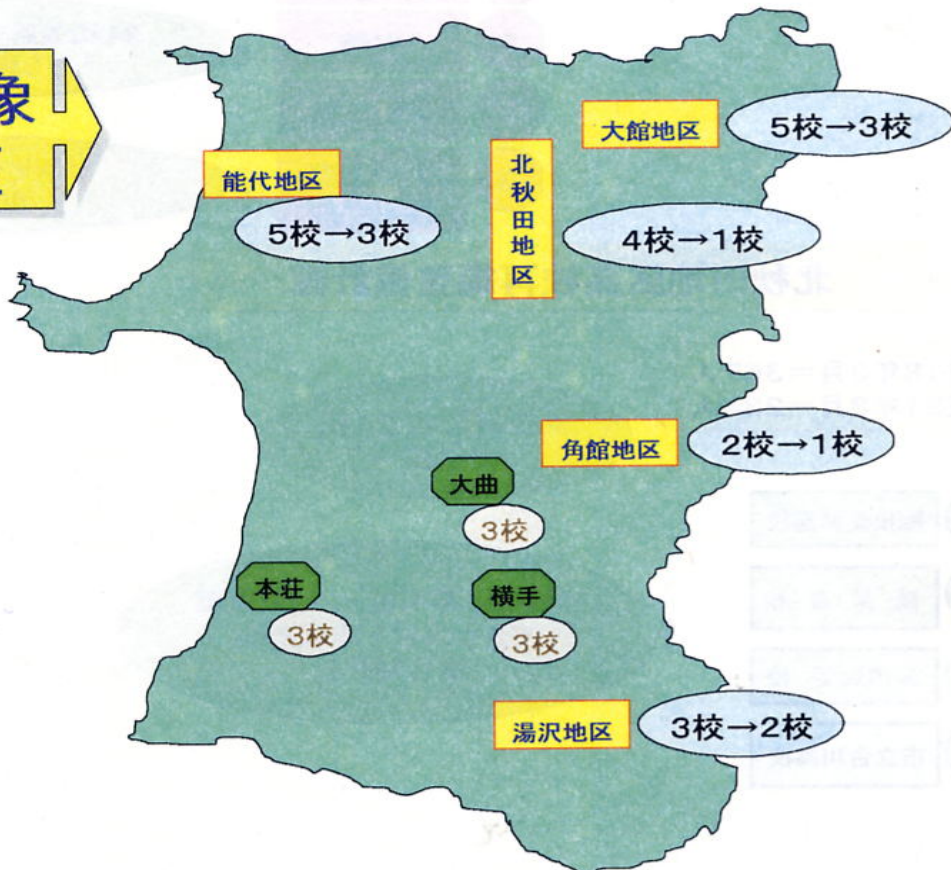 象
大館地区
5校→3校
能代地区
5校→3校
北秋田地区
4校→1校
角館地区
2校→1校
大曲
3校
本荘
3校
横手
3校
湯沢地区
3校→2校